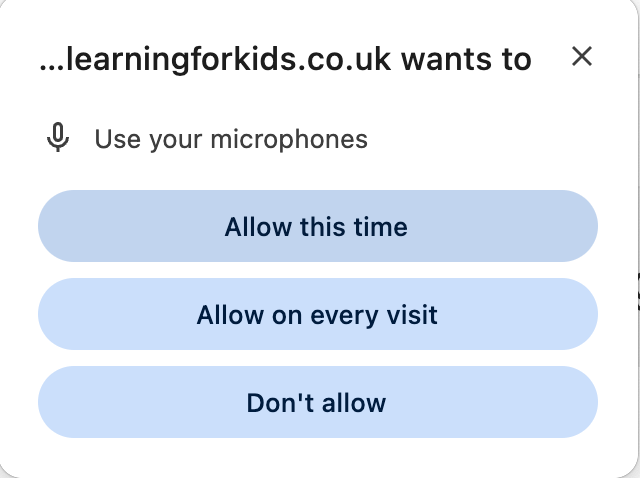 ...learningforkids.co.uk wants to
Use your microphones
Allow this time
Allow on every visit
Don't allow